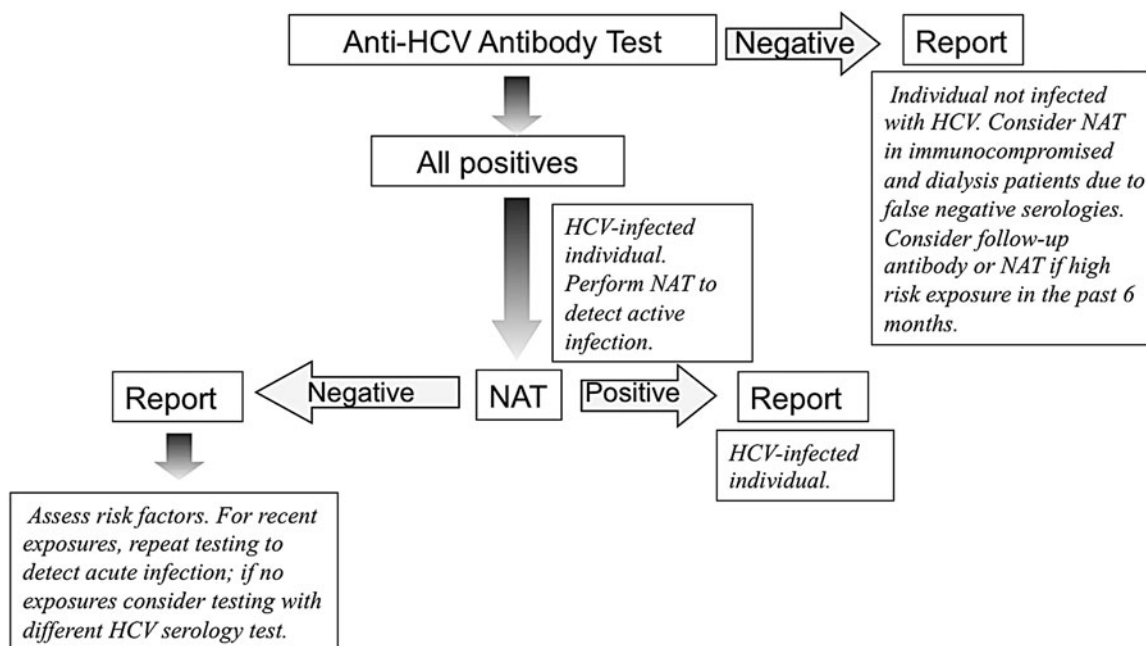 Anti-HCV Antibody Test
Negative
Report
Individual not infected
with HCV. Consider NAT
in immunocompromised
and dialysis patients due to
false negative serologies.
Consider follow-up
antibody or NAT if high
risk exposure in the past 6
months.
All positives
HCV-infected
individual.
Perform NAT to
detect active
infection.
Report
Negative
NAT
Positive
Report
HCV-infected
individual.
Assess risk factors. For recent
exposures, repeat testing to
detect acute infection; if no
exposures consider testing with
different HCV serology test.